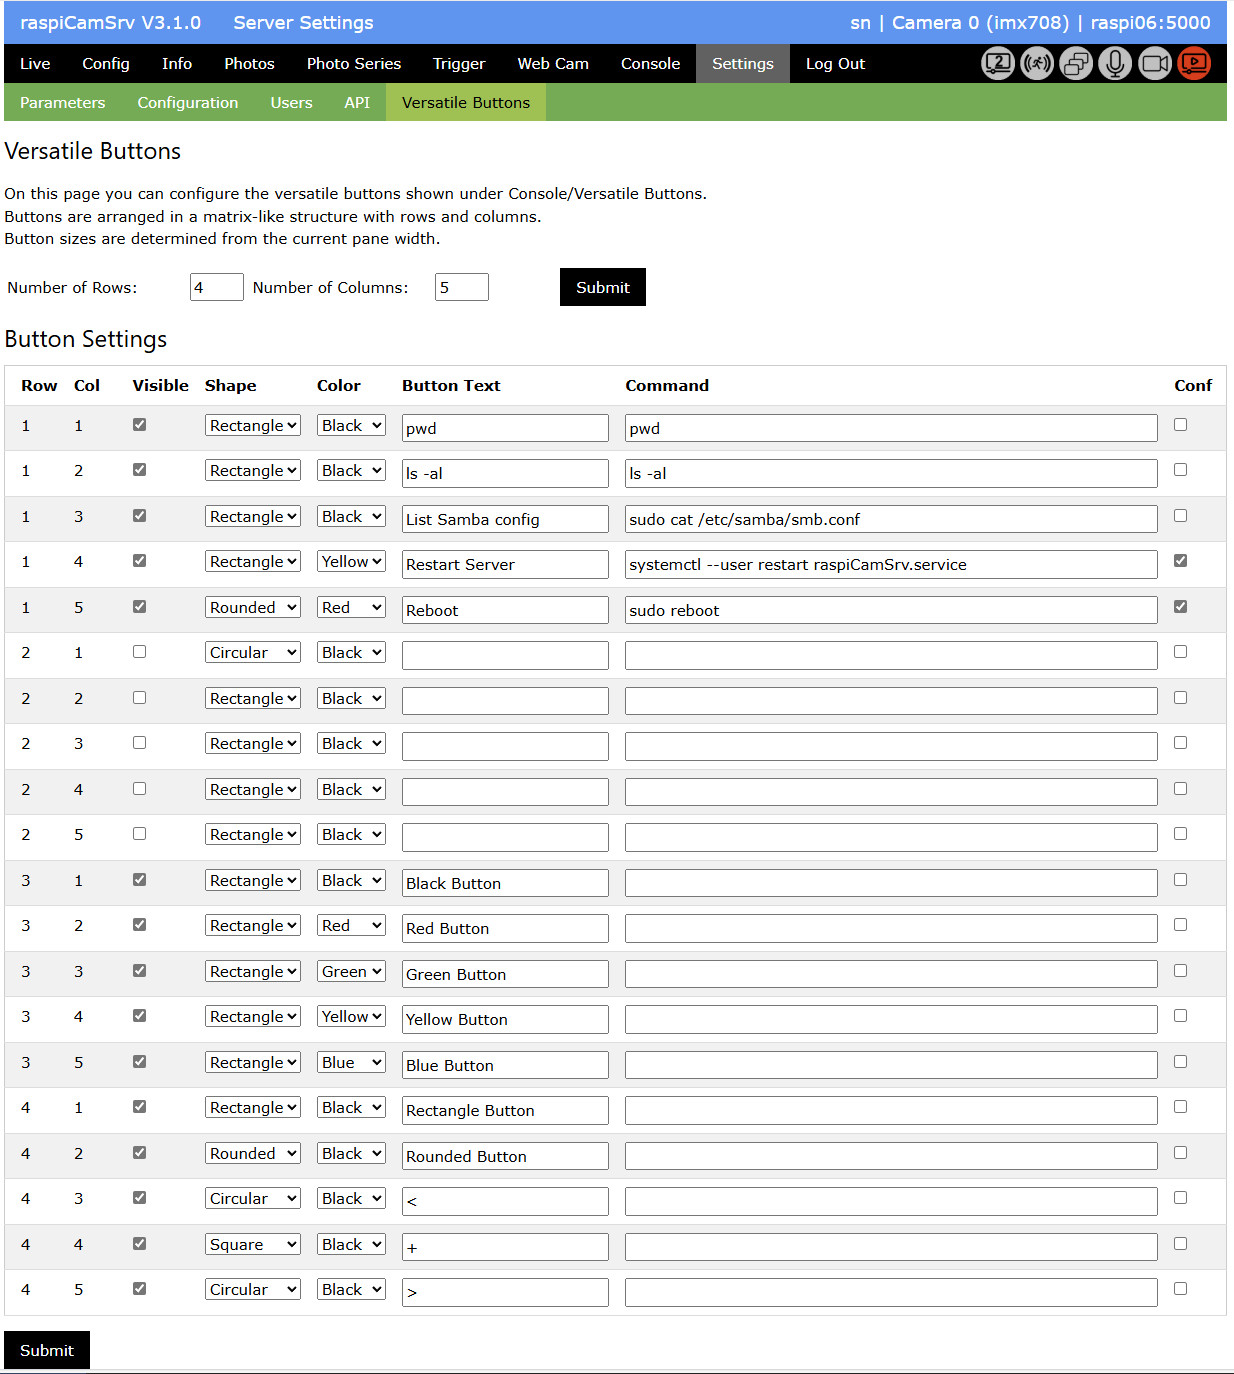 raspiCamSrv V3.1.0 Server Settings sn | Camera 0 (imx708) | raspi06:5000
Live Config Info Photos Photo Series Trigger Web Cam Console Settings Log Out 2
Parameters Configuration Users API Versatile Buttons
Versatile Buttons
On this page you can configure the versatile buttons shown under Console/Versatile Buttons.
Buttons are arranged in a matrix-like structure with rows and columns.
Button sizes are determined from the current pane width.
Number of Rows: 4 Number of Columns: 5 Submit
Button Settings
Row Col Visible Shape Color Button Text Command Conf
1 1 Rectangle Black pwd pwd
1 2 Rectangle Black ls -al ls -al
1 3 Rectangle Black List Samba config sudo cat /etc/samba/smb.conf
1 4 Rectangle Yellow Restart Server systemctl --user restart raspiCamSrv.service
1 5 Rounded Red Reboot sudo reboot
2 1 Circular Black
2 2 Rectangle Black
2 3 Rectangle Black
2 4 Rectangle Black
2 5 Rectangle Black
3 1 Rectangle Black Black Button
3 2 Rectangle Red Red Button
3 3 Rectangle Green Green Button
3 4 Rectangle Yellow Yellow Button
3 5 Rectangle Blue Blue Button
4 1 Rectangle Black Rectangle Button
4 2 Rounded Black Rounded Button
4 3 Circular Black <
4 4 Square Black +
4 5 Circular Black >
Submit